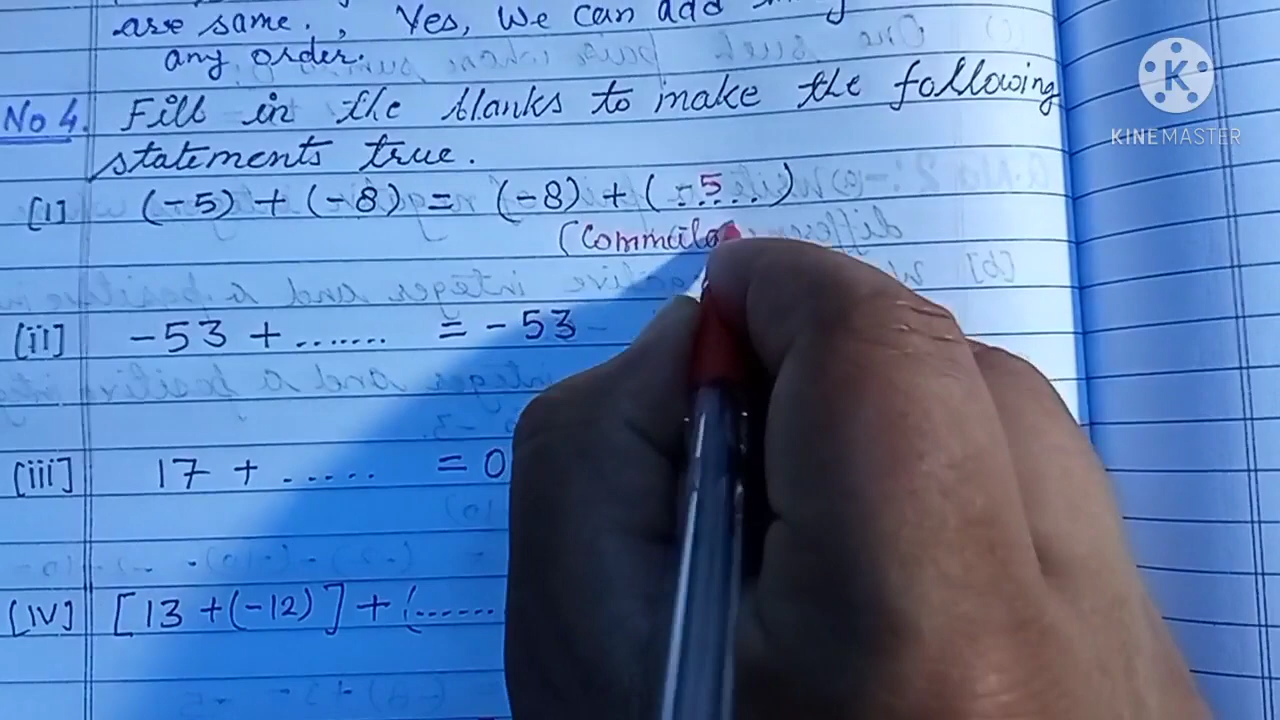 are same., Yes, we can add
any order.
No 4. Fill in the blanks to make the following
statements true.
[I] (-5) + (-8) = (-8) + (-5.....)
(Commuta
[ii] -53 + ....... = -53
[iii] 17 + ..... = 0
[IV] [13 + (-12)] + (......
KINEMASTER